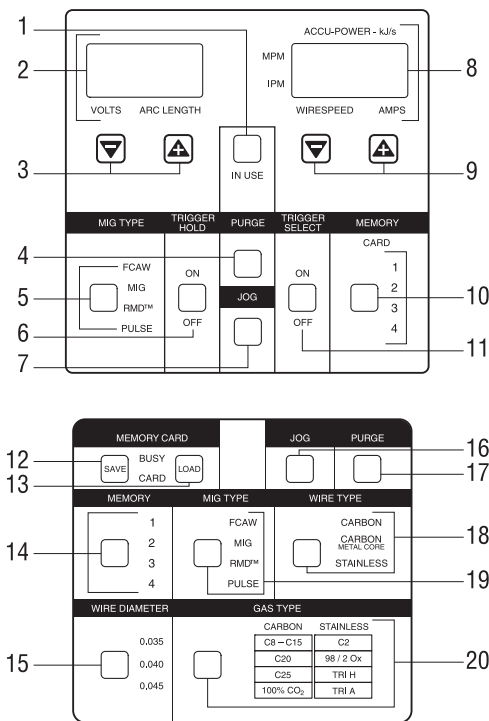 1
2
3
4
5
6
7
8
9
10
11
ACCU-POWER - kJ/s
MPM
IPM
VOLTS ARC LENGTH
WIRESPEED AMPS
IN USE
MIG TYPE
TRIGGER
HOLD
PURGE
TRIGGER
SELECT
MEMORY
FCAW
MIG
RMD™
PULSE
ON
OFF
JOG
ON
OFF
CARD
1
2
3
4
12
13
14
15
16
17
18
19
20
MEMORY CARD
JOG
PURGE
SAVE
BUSY
CARD
LOAD
MEMORY
MIG TYPE
WIRE TYPE
1
2
3
4
FCAW
MIG
RMD™
PULSE
CARBON
CARBON
METAL CORE
STAINLESS
WIRE DIAMETER
GAS TYPE
0.035
0.040
0,045
CARBON STAINLESS
C8 – C15 C2
C20 98 / 2 Ox
C25 TRI H
100% CO₂ TRI A